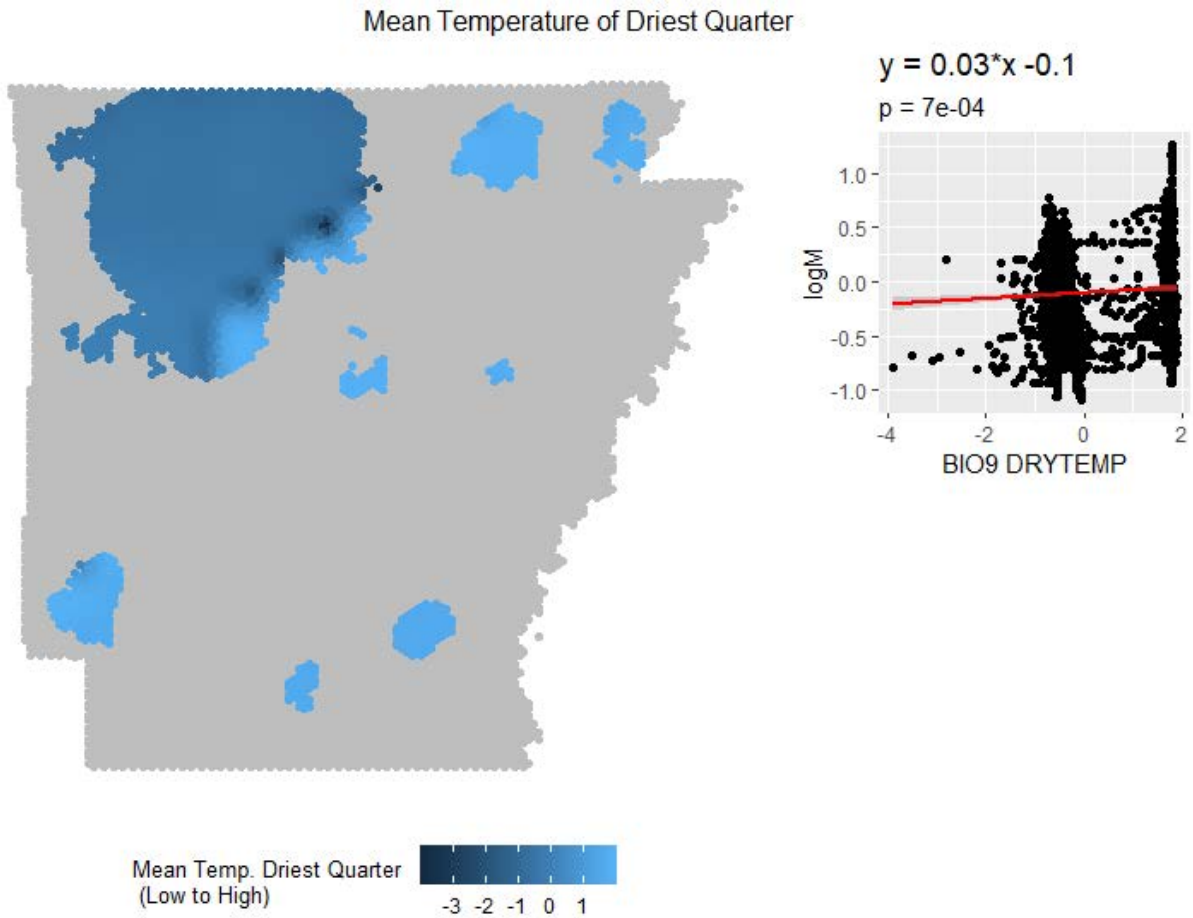 Mean Temperature of Driest Quarter
y = 0.03*x -0.1
p = 7e-04
1.0
0.5
0.0
-0.5
-1.0
logM
-4 -2 0 2
BIO9 DRYTEMP
Mean Temp. Driest Quarter
(Low to High)
-3 -2 -1 0 1